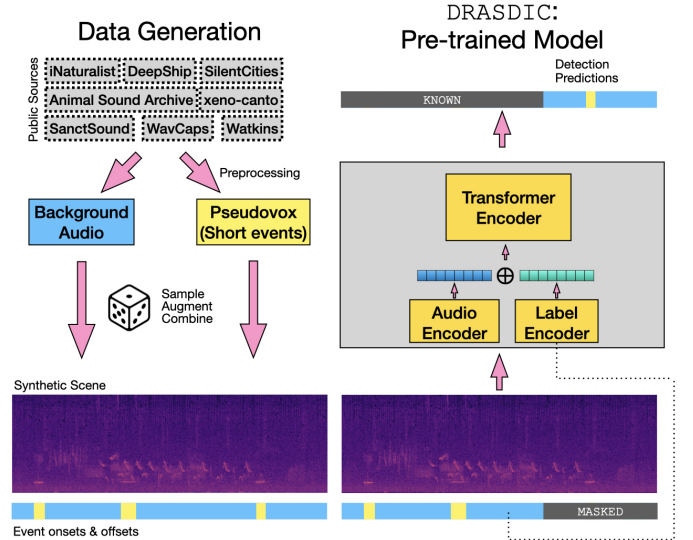 Data Generation
Public Sources
iNaturalist DeepShip SilentCities
Animal Sound Archive xeno-canto
SanctSound WavCaps Watkins
Preprocessing
Background
Audio
Pseudovox
(Short events)
Sample
Augment
Combine
Synthetic Scene
Event onsets & offsets
DRASDIC:
Pre-trained Model
Detection
Predictions
KNOWN
Transformer
Encoder
Audio
Encoder
Label
Encoder
MASKED